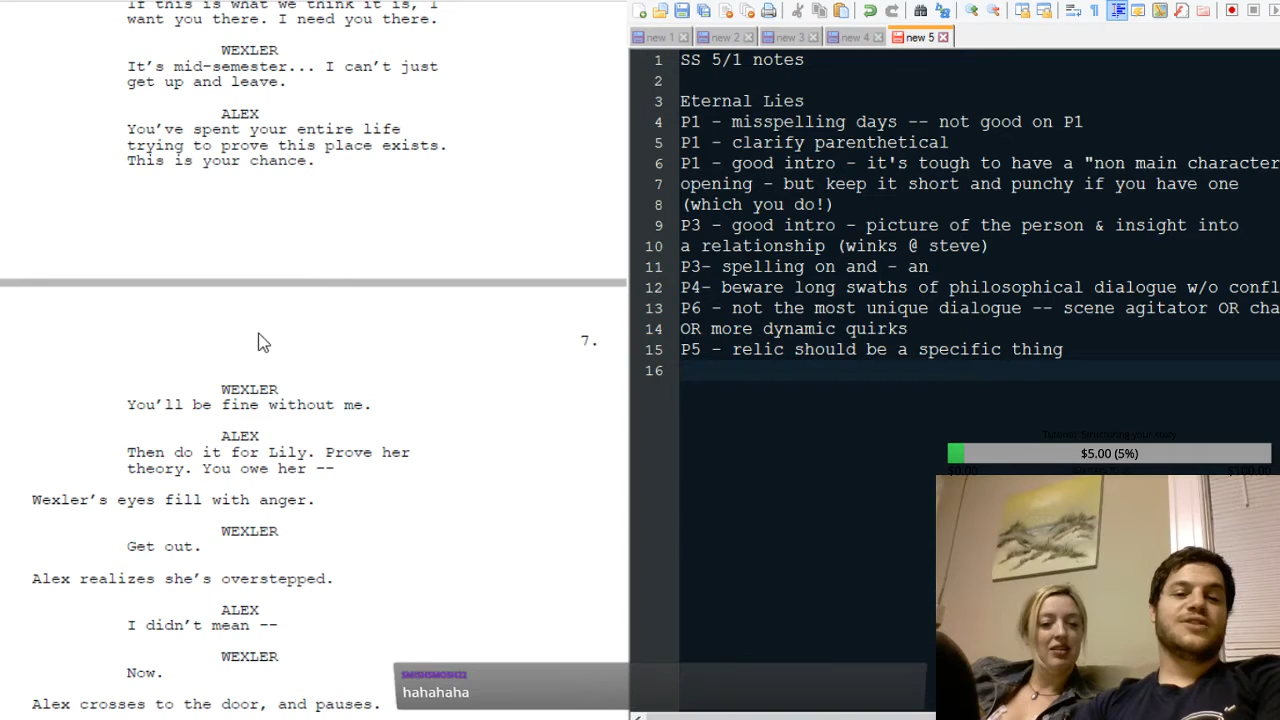 If this is what we think it is, I
want you there. I need you there.
WEXLER
It's mid-semester... I can't just
get up and leave.
ALEX
You've spent your entire life
trying to prove this place exists.
This is your chance.
7.
WEXLER
You'll be fine without me.
ALEX
Then do it for Lily. Prove her
theory. You owe her --
Wexler's eyes fill with anger.
WEXLER
Get out.
Alex realizes she's overstepped.
ALEX
I didn't mean --
WEXLER
Now.
Alex crosses to the door, and pauses.
new 1
new 2
new 3
new 4
new 5
1 SS 5/1 notes
2
3 Eternal Lies
4 P1 - misspelling days -- not good on P1
5 P1 - clarify parenthetical
6 P1 - good intro - it's tough to have a "non main character
7 opening - but keep it short and punchy if you have one
8 (which you do!)
9 P3 - good intro - picture of the person & insight into
10 a relationship (winks @ steve)
11 P3- spelling on and - an
12 P4- beware long swaths of philosophical dialogue w/o confl
13 P6 - not the most unique dialogue -- scene agitator OR cha
14 OR more dynamic quirks
15 P5 - relic should be a specific thing
16
structuring your story
$5.00 (5%)
$0.00
$100.00
SMISHSMOSH22
hahahaha